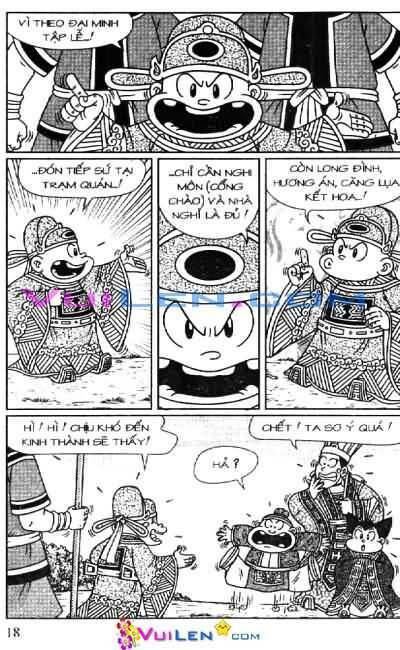 VÌ THEO ĐẠI MINH
TẬP LỄ...!
...ĐÓN TIẾP SỨ TẠI
TRẠM QUÁN...!
...CHỈ CẦN NGHI
MÔN (CỔNG
CHÀO) VÀ NHÀ
NGHỈ LÀ ĐỦ!
CÒN LONG ĐÌNH,
HƯƠNG ÁN, CĂNG LỤA
KẾT HOA...!
VuiLen.com
HÌ! HÌ! CHỊU KHÓ ĐẾN
KINH THÀNH SẼ THẤY!
HẢ?
CHẾT! TA SƠ Ý QUÁ!
18
VuiLen.com